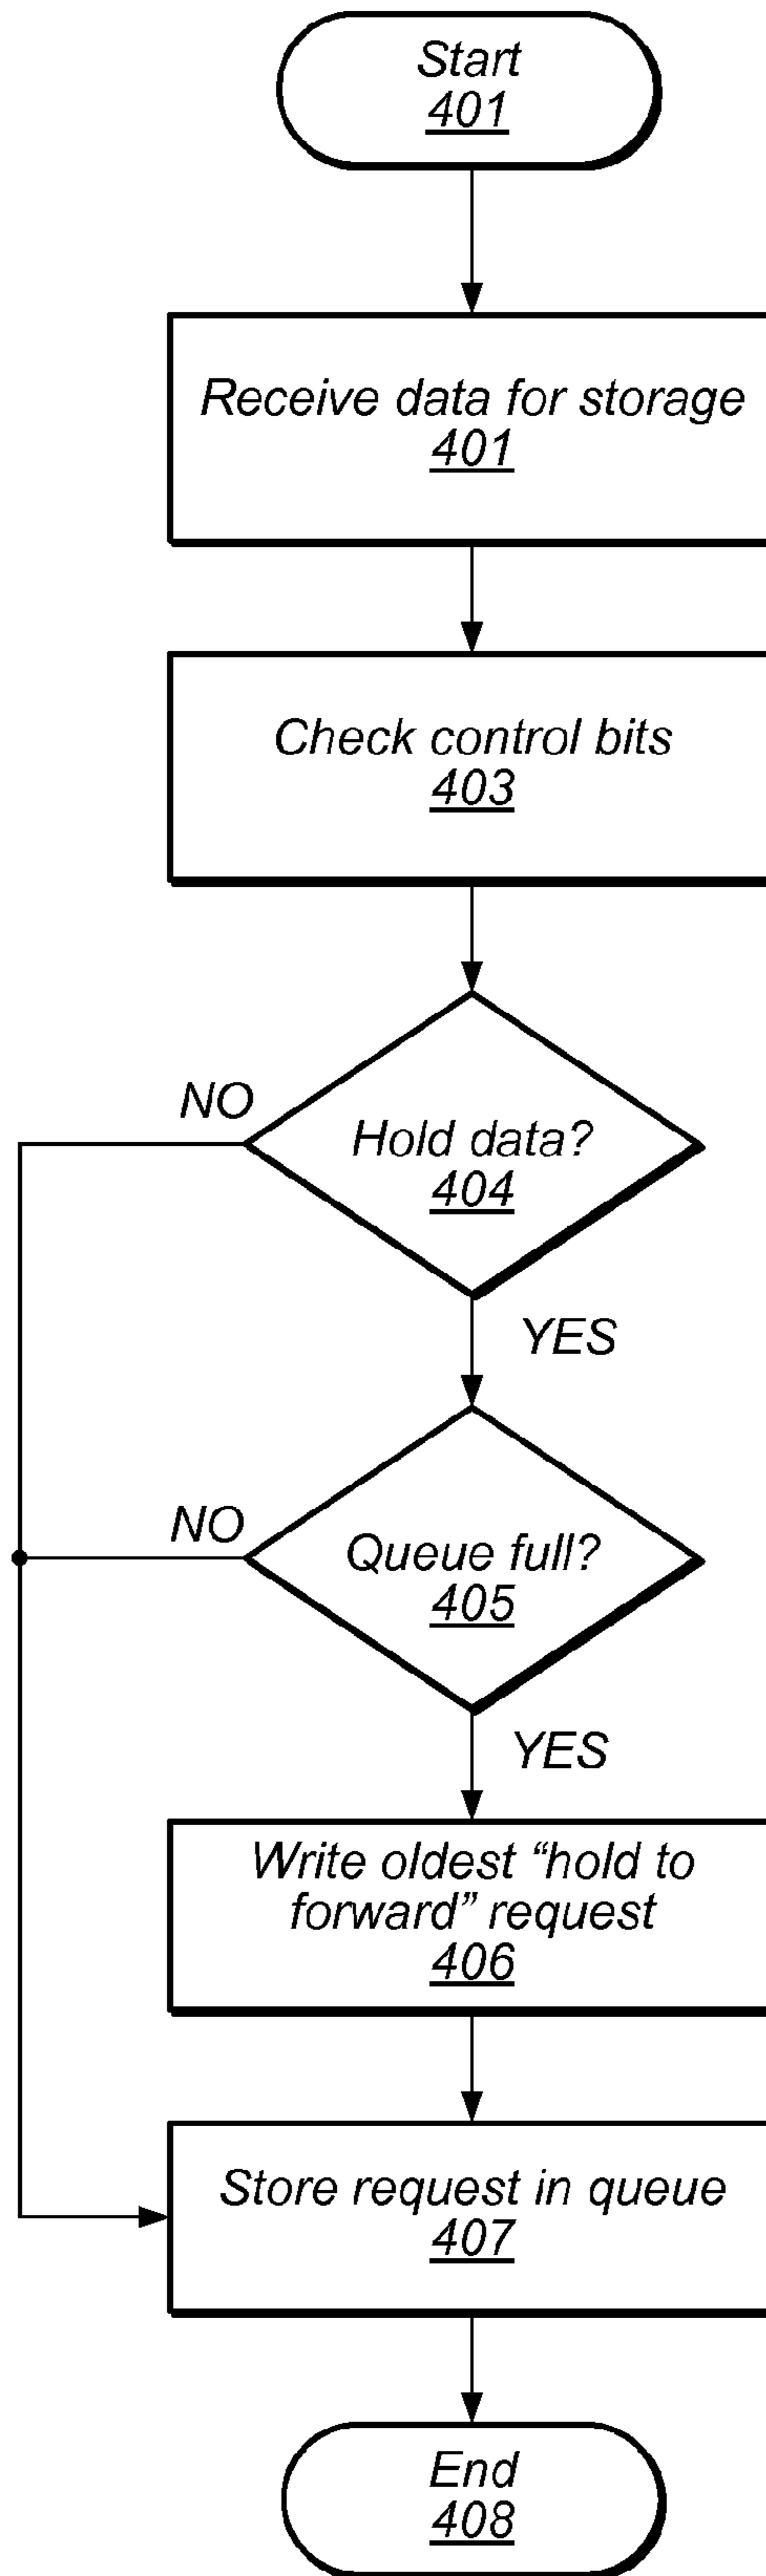 Start
401
Receive data for storage
401
Check control bits
403
NO
Hold data?
404
YES
NO
Queue full?
405
YES
Write oldest “hold to
forward” request
406
Store request in queue
407
End
408